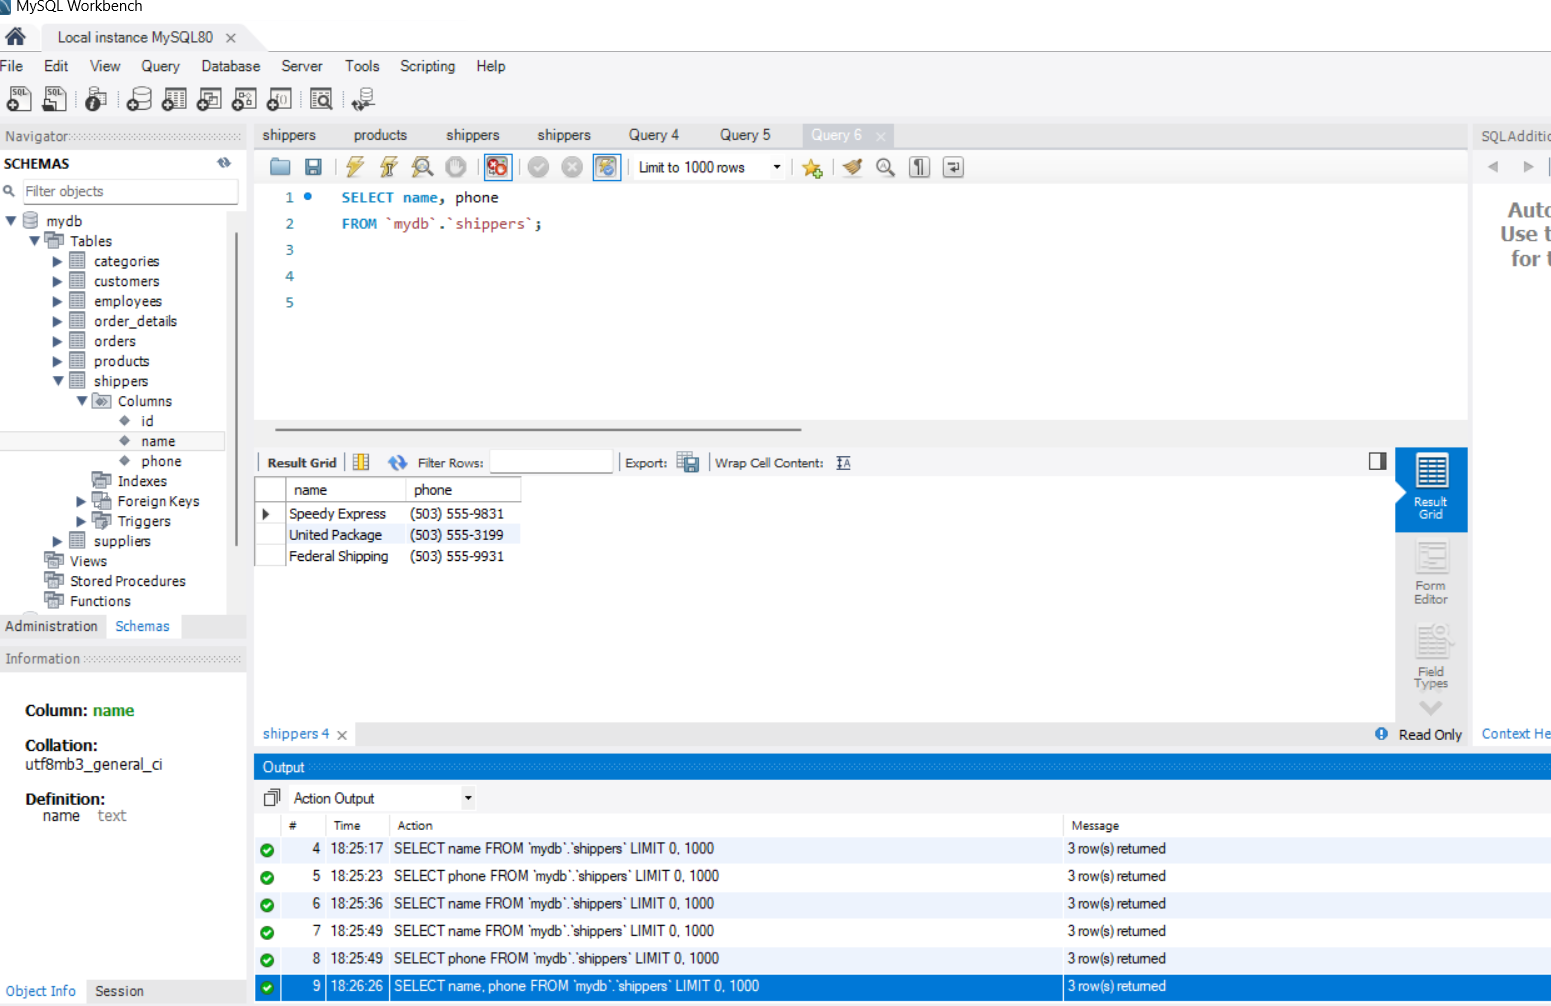 MySQL Workbench
Local instance MySQL80
File Edit View Query Database Server Tools Scripting Help
Navigator
SCHEMAS
Filter objects
mydb
Tables
categories
customers
employees
order_details
orders
products
shippers
Columns
id
name
phone
Indexes
Foreign Keys
Triggers
suppliers
Views
Stored Procedures
Functions
Administration Schemas
Information
Column: name
Collation:
utf8mb3_general_ci
Definition:
name text
Object Info Session
shippers products shippers shippers Query 4 Query 5 Query 6
SQL SQL
Limit to 1000 rows
1 SELECT name, phone
2 FROM `mydb`.`shippers`;
3
4
5
Result Grid Filter Rows: Export: Wrap Cell Content:
name phone
Speedy Express (503) 555-9831
United Package (503) 555-3199
Federal Shipping (503) 555-9931
Result
Grid
Form
Editor
Field
Types
shippers 4
Read Only
Output
Action Output
# Time Action Message
4 18:25:17 SELECT name FROM `mydb`.`shippers` LIMIT 0, 1000 3 row(s) returned
5 18:25:23 SELECT phone FROM `mydb`.`shippers` LIMIT 0, 1000 3 row(s) returned
6 18:25:36 SELECT name FROM `mydb`.`shippers` LIMIT 0, 1000 3 row(s) returned
7 18:25:49 SELECT name FROM `mydb`.`shippers` LIMIT 0, 1000 3 row(s) returned
8 18:25:49 SELECT phone FROM `mydb`.`shippers` LIMIT 0, 1000 3 row(s) returned
9 18:26:26 SELECT name, phone FROM `mydb`.`shippers` LIMIT 0, 1000 3 row(s) returned
SQLAdditio
Auto
Use t
for t
Context He